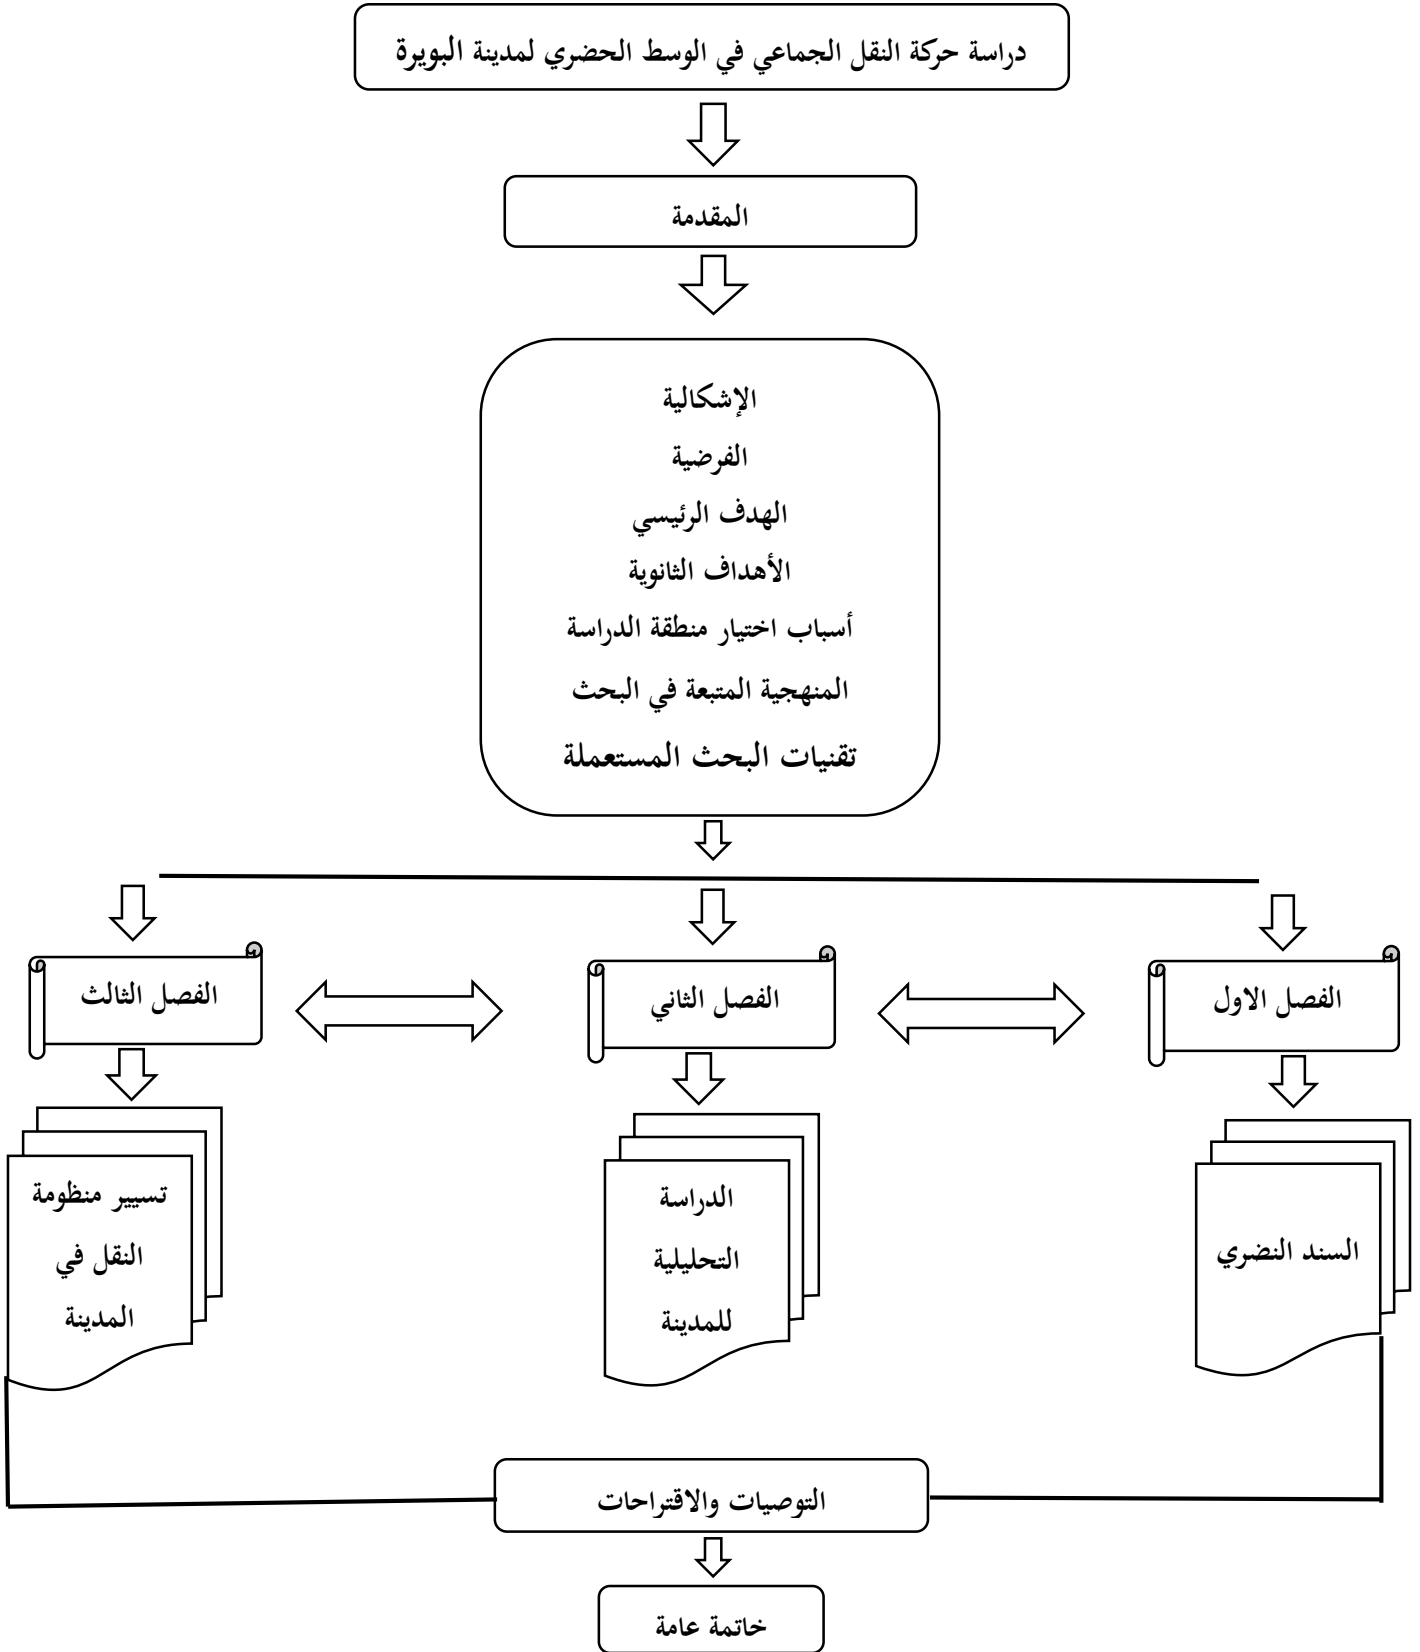 دراسة حركة النقل الجماعي في الوسط الحضري لمدينة البويرة
المقدمة
الإشكالية
الفرضية
الهدف الرئيسي
الأهداف الثانوية
أسباب اختيار منطقة الدراسة
المنهجية المتبعة في البحث
تقنيات البحث المستعملة
الفصل الاول
الفصل الثاني
الفصل الثالث
السند النضري
الدراسة
التحليلية
للمدينة
تسيير منظومة
النقل في
المدينة
التوصيات والاقتراحات
خاتمة عامة